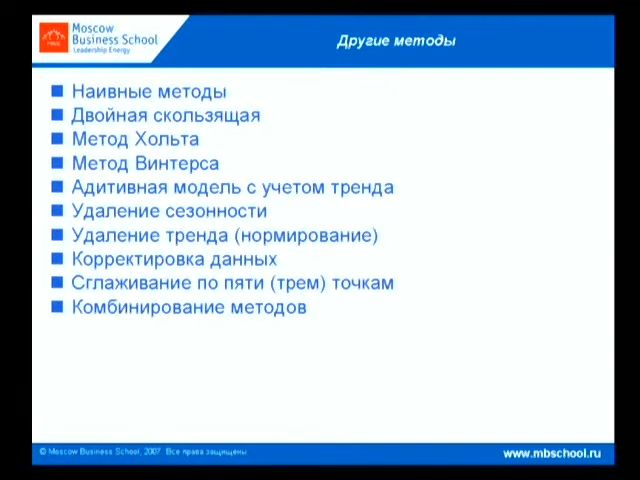 Moscow
Business School
Leadership Energy
Другие методы
Наивные методы
Двойная скользящая
Метод Хольта
Метод Винтерса
Адитивная модель с учетом тренда
Удаление сезонности
Удаление тренда (нормирование)
Корректировка данных
Сглаживание по пяти (трем) точкам
Комбинирование методов
© Moscow Business School, 2007. Все права защищены
www.mbschool.ru